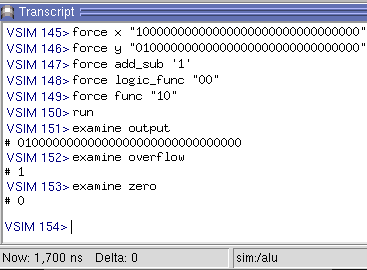 Transcript
VSIM 145> force x "10000000000000000000000000000000"
VSIM 146> force y "01000000000000000000000000000000"
VSIM 147> force add_sub '1'
VSIM 148> force logic_func "00"
VSIM 149> force func "10"
VSIM 150> run
VSIM 151> examine output
# 01000000000000000000000000000000
VSIM 152> examine overflow
# 1
VSIM 153> examine zero
# 0
VSIM 154>
Now: 1,700 ns Delta: 0 sim:/alu